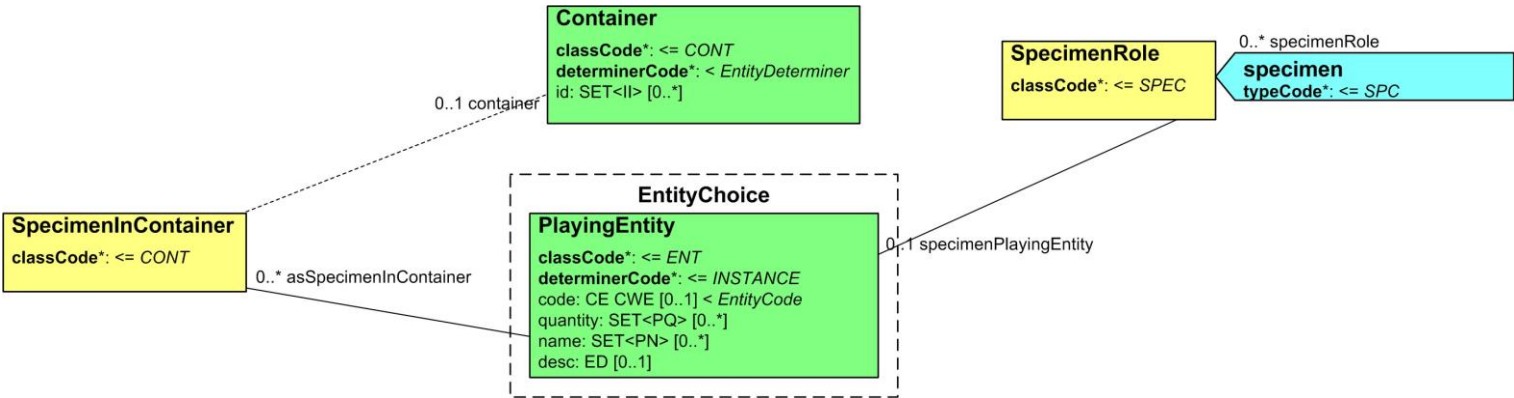 Container
classCode*: <= CONT
determinerCode*: < EntityDeterminer
id: SET<II> [0..*]
0..1 container
SpecimenRole
classCode*: <= SPEC
0..* specimenRole
specimen
typeCode*: <= SPC
SpecimenInContainer
classCode*: <= CONT
0..* asSpecimenInContainer
EntityChoice
PlayingEntity
classCode*: <= ENT
determinerCode*: <= INSTANCE
code: CE CWE [0..1] < EntityCode
quantity: SET<PQ> [0..*]
name: SET<PN> [0..*]
desc: ED [0..1]
0..1 specimenPlayingEntity